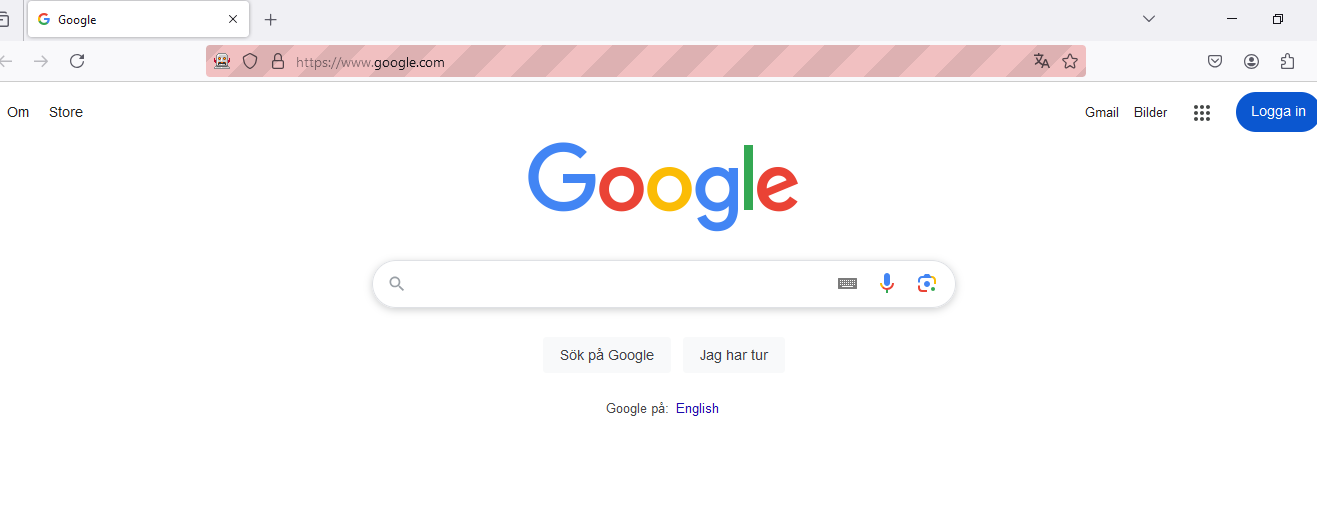 Google
https://www.google.com
Om Store Gmail Bilder Logga in
Google
Sök på Google Jag har tur
Google på: English